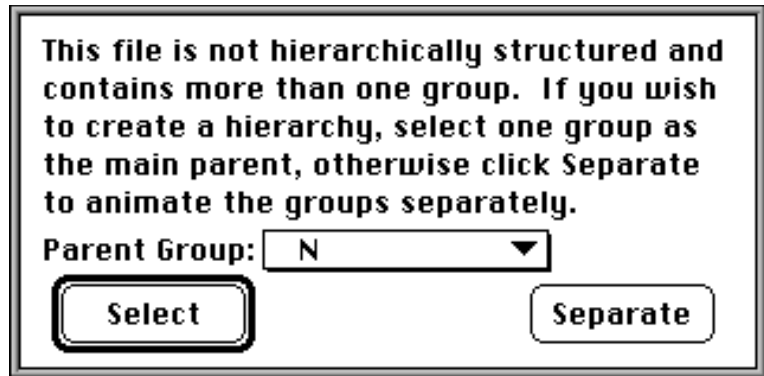 This file is not hierarchically structured and
contains more than one group.  If you wish
to create a hierarchy, select one group as
the main parent, otherwise click Separate
to animate the groups separately.
Parent Group: N
Select Separate